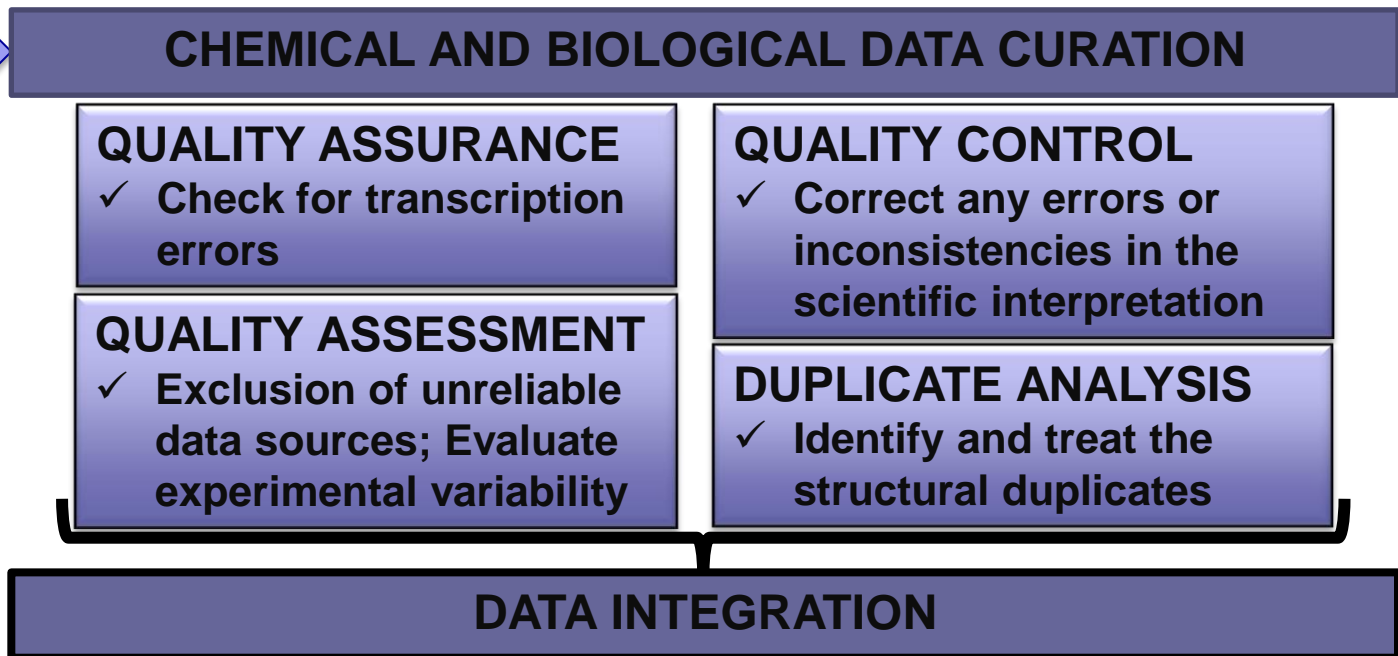 CHEMICAL AND BIOLOGICAL DATA CURATION
QUALITY ASSURANCE
✓ Check for transcription
errors
QUALITY ASSESSMENT
✓ Exclusion of unreliable
data sources; Evaluate
experimental variability
QUALITY CONTROL
✓ Correct any errors or
inconsistencies in the
scientific interpretation
DUPLICATE ANALYSIS
✓ Identify and treat the
structural duplicates
DATA INTEGRATION